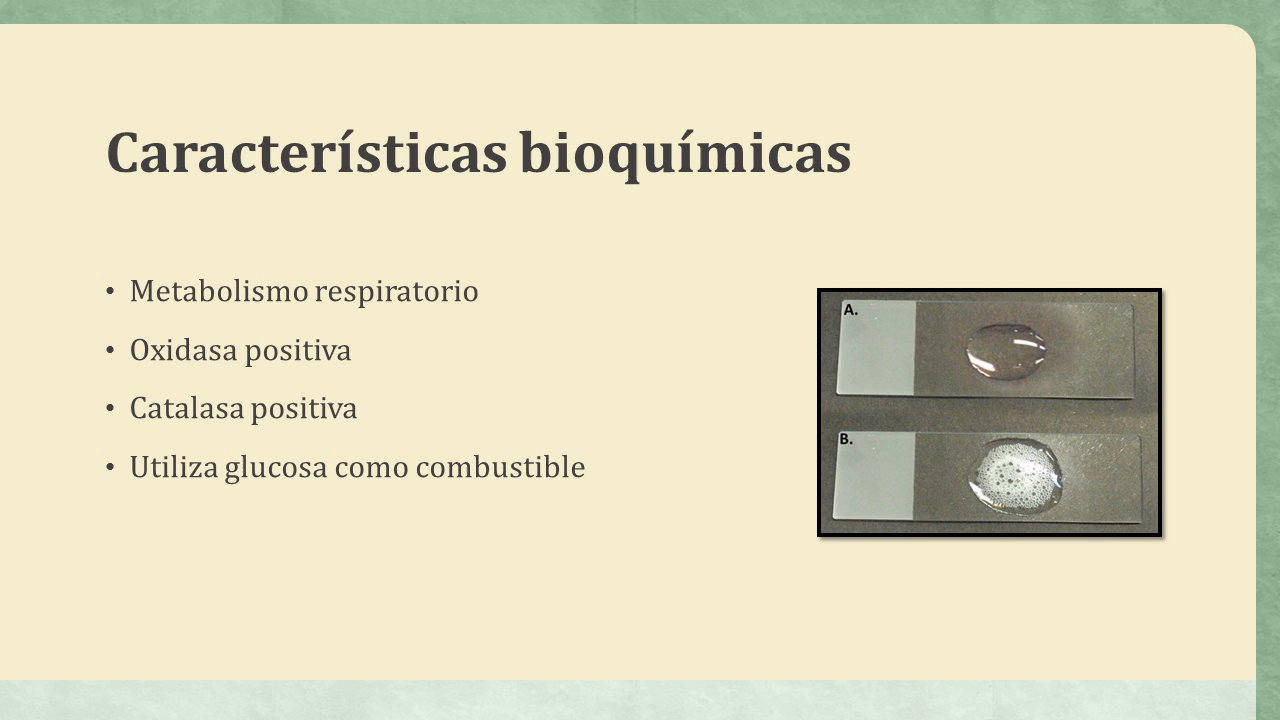 Características bioquímicas
• Metabolismo respiratorio
• Oxidasa positiva
• Catalasa positiva
• Utiliza glucosa como combustible
A.
B.